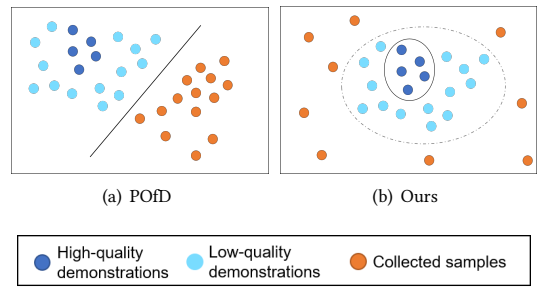 (a) POfD
(b) Ours
High-quality
demonstrations
Low-quality
demonstrations
Collected samples